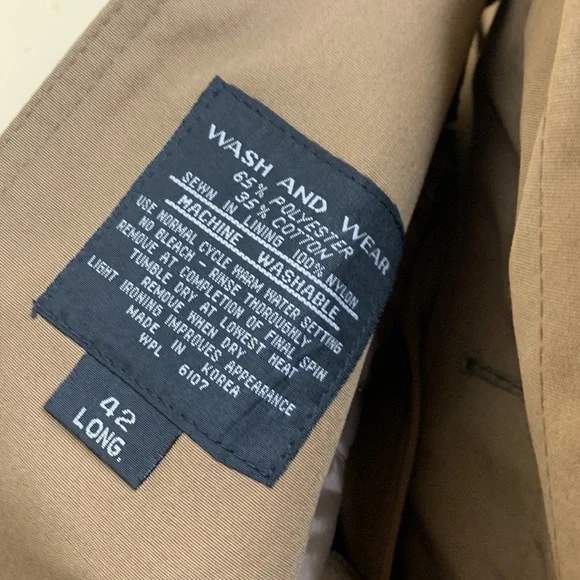 WASH AND WEAR
65% POLYESTER
35% COTTON
SEWN IN LINING 100% NYLON
MACHINE WASHABLE
USE NORMAL CYCLE WARM WATER SETTING
NO BLEACH - RINSE THOROUGHLY
REMOVE AT COMPLETION OF FINAL SPIN
TUMBLE DRY AT LOWEST HEAT
REMOVE WHEN DRY
LIGHT IRONING IMPROVES APPEARANCE
MADE IN KOREA
WPL 6107
42
LONG.